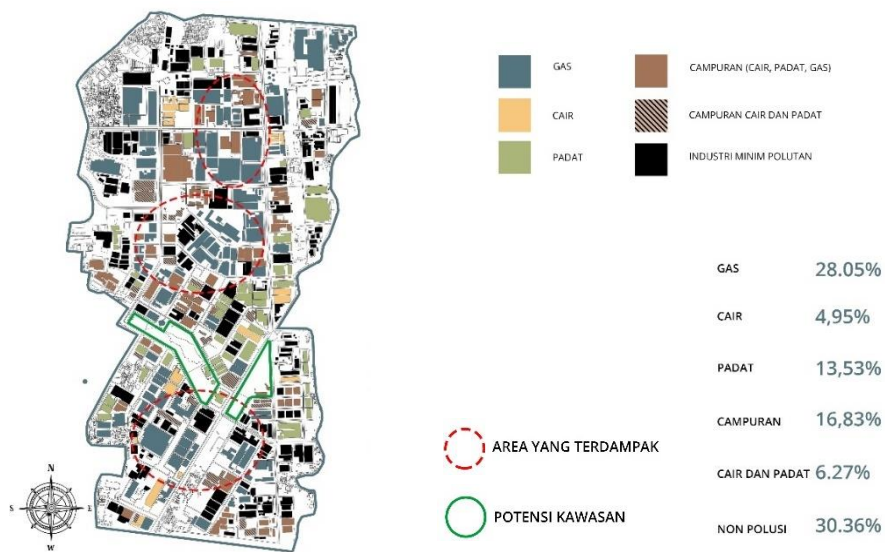 GAS
CAMPURAN (CAIR, PADAT, GAS)
CAIR
CAMPURAN CAIR DAN PADAT
PADAT
INDUSTRI MINIM POLUTAN
GAS 28.05%
CAIR 4,95%
PADAT 13,53%
CAMPURAN 16,83%
CAIR DAN PADAT 6.27%
NON POLUSI 30.36%
AREA YANG TERDAMPAK
POTENSI KAWASAN
N
S
E
W